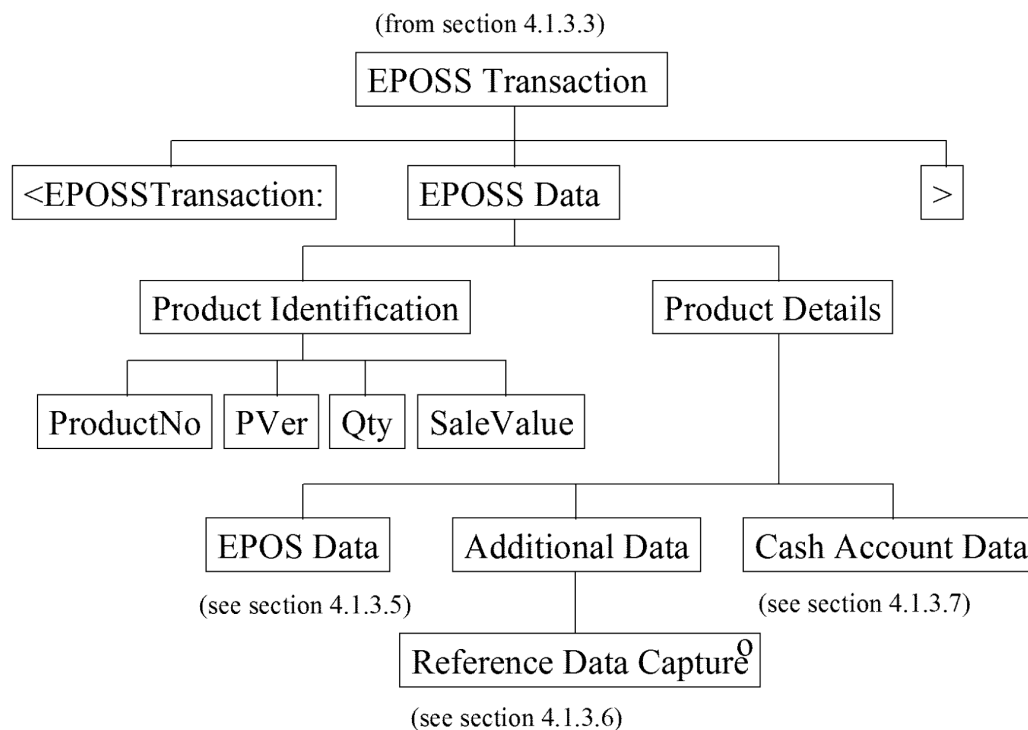 (from section 4.1.3.3)
EPOSS Transaction
<EPOSSTransaction:
EPOSS Data
>
Product Identification
Product Details
ProductNo
PVer
Qty
SaleValue
EPOS Data
Additional Data
Cash Account Data
(see section 4.1.3.5)
(see section 4.1.3.7)
Reference Data Capture o
(see section 4.1.3.6)